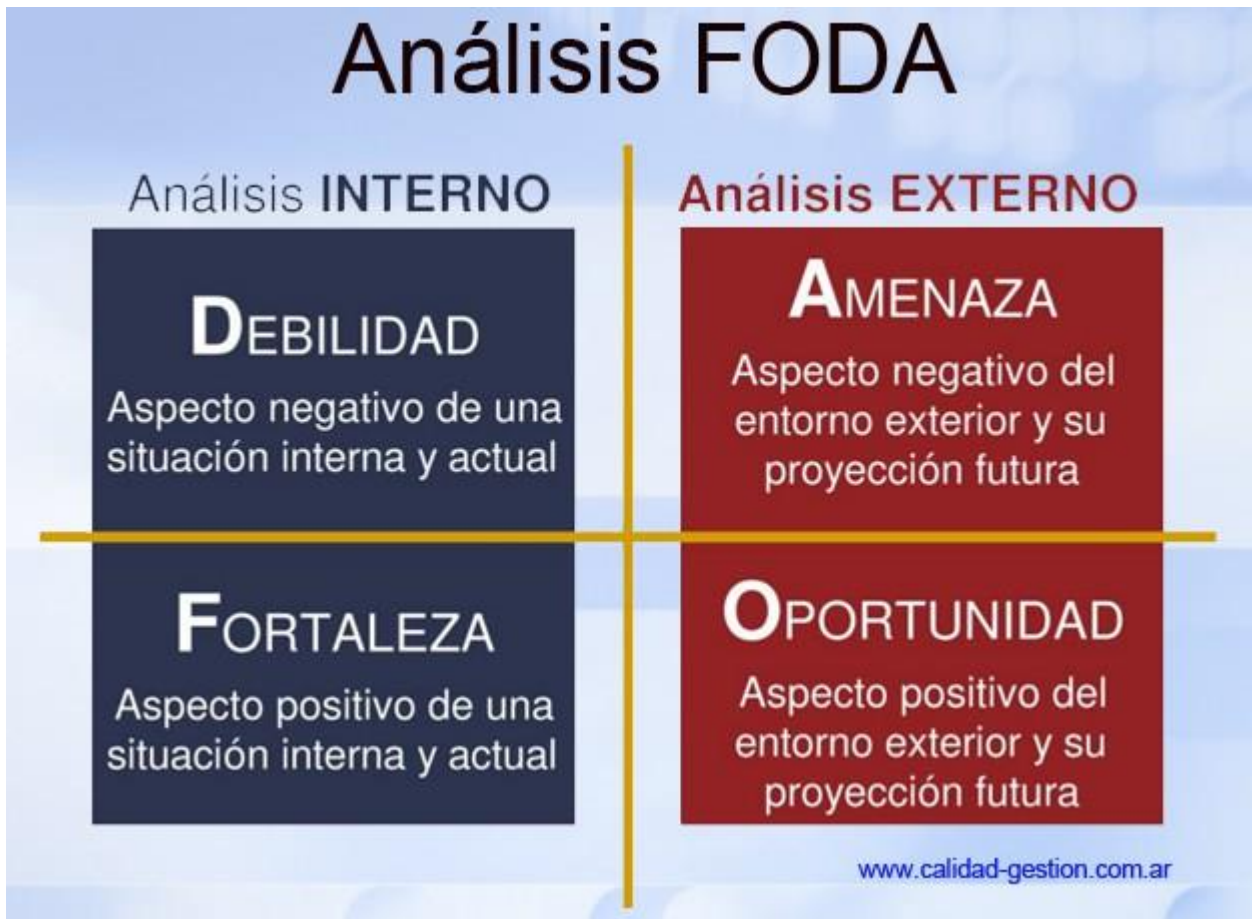 Análisis FODA
Análisis INTERNO
DEBILIDAD
Aspecto negativo de una
situación interna y actual
FORTALEZA
Aspecto positivo de una
situación interna y actual
Análisis EXTERNO
AMENAZA
Aspecto negativo del
entorno exterior y su
proyección futura
OPORTUNIDAD
Aspecto positivo del
entorno exterior y su
proyección futura
www.calidad-gestion.com.ar